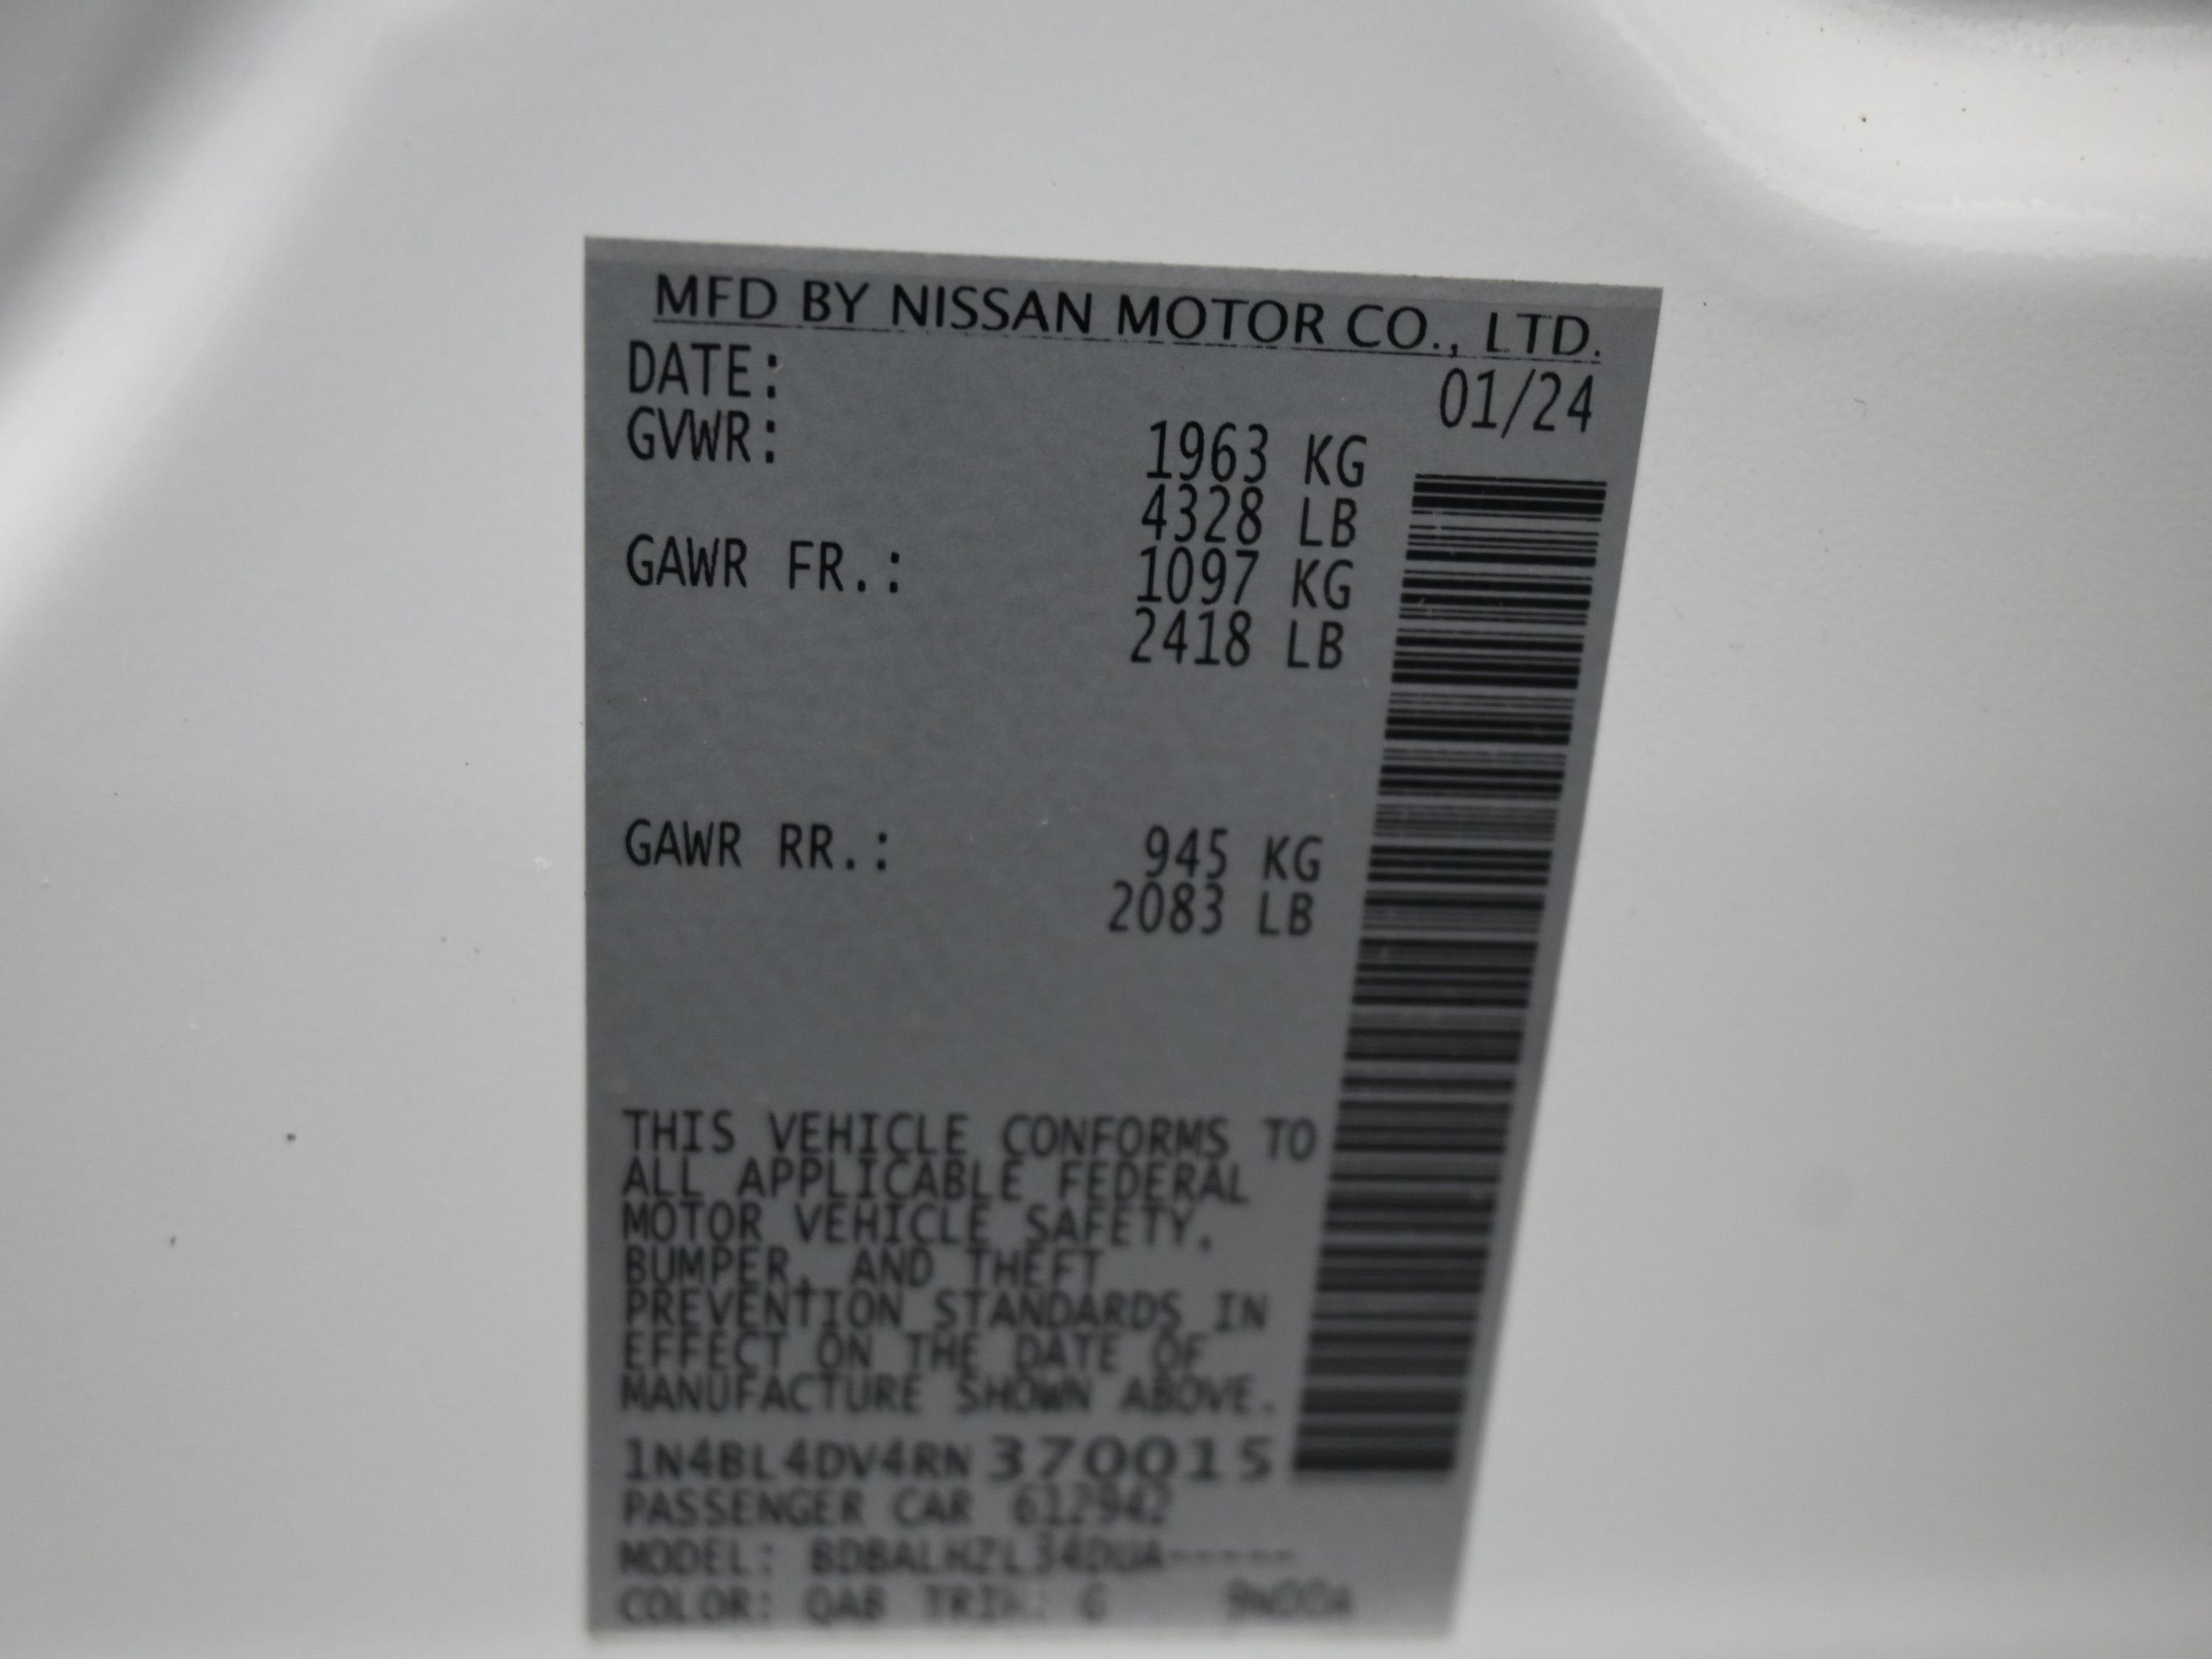 MFD BY NISSAN MOTOR CO., LTD.
DATE: 01/24
GVWR: 1963 KG
4328 LB
GAWR FR.: 1097 KG
2418 LB
GAWR RR.: 945 KG
2083 LB
THIS VEHICLE CONFORMS TO
ALL APPLICABLE FEDERAL
MOTOR VEHICLE SAFETY,
BUMPER, AND THEFT
PREVENTION STANDARDS IN
EFFECT ON THE DATE OF
MANUFACTURE SHOWN ABOVE.
1N4BL4DV4RN370015
PASSENGER CAR 612942
MODEL:
COLOR: QAB TRIM: G